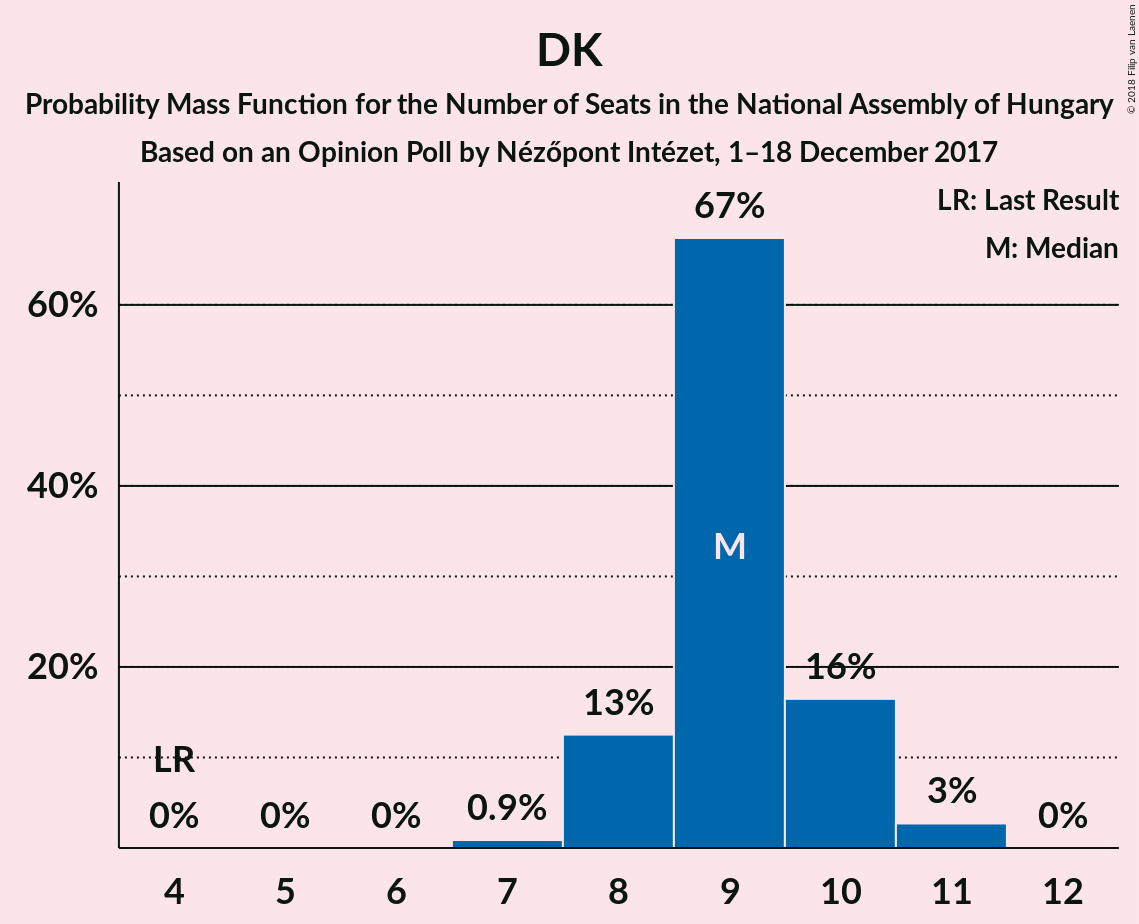 DK
Probability Mass Function for the Number of Seats in the National Assembly of Hungary
Based on an Opinion Poll by Nézőpont Intézet, 1–18 December 2017
© 2018 Filip van Laenen
LR: Last Result
M: Median
67%
60%
40%
M
20%
16%
13%
LR
0%
0%
0%
0.9%
3%
0%
4 5 6 7 8 9 10 11 12